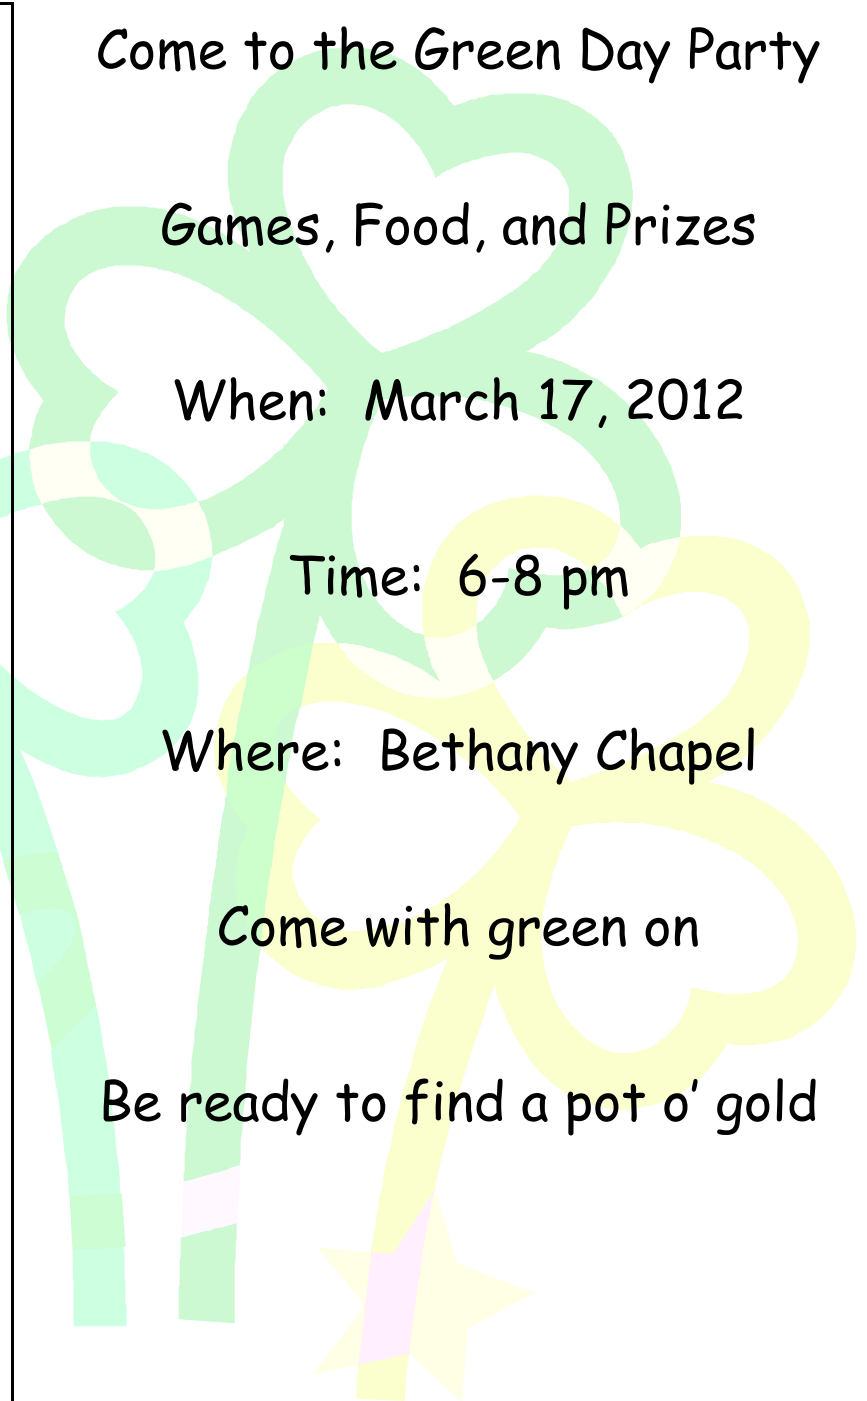 Come to the Green Day Party
Games, Food, and Prizes
When:  March 17, 2012
Time:  6-8 pm
Where:  Bethany Chapel
Come with green on
Be ready to find a pot o’ gold